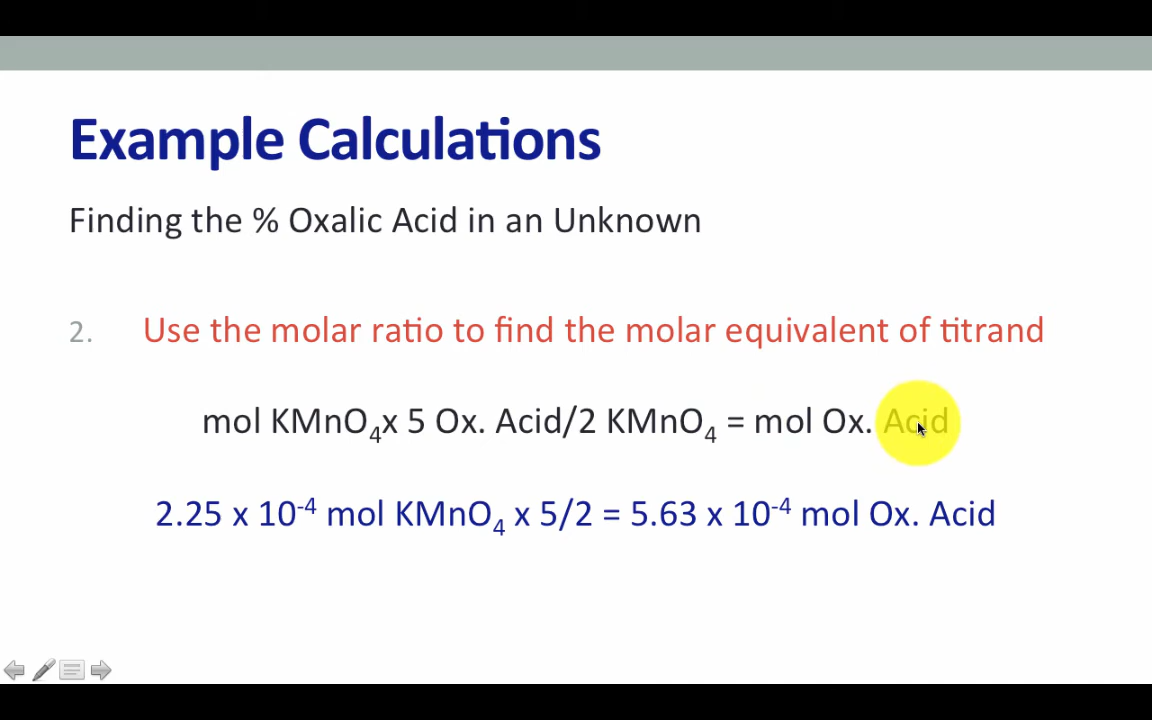 Example Calculations
Finding the % Oxalic Acid in an Unknown
2. Use the molar ratio to find the molar equivalent of titrand
mol KMnO₄x 5 Ox. Acid/2 KMnO₄ = mol Ox. Acid
2.25 x 10⁻⁴ mol KMnO₄ x 5/2 = 5.63 x 10⁻⁴ mol Ox. Acid